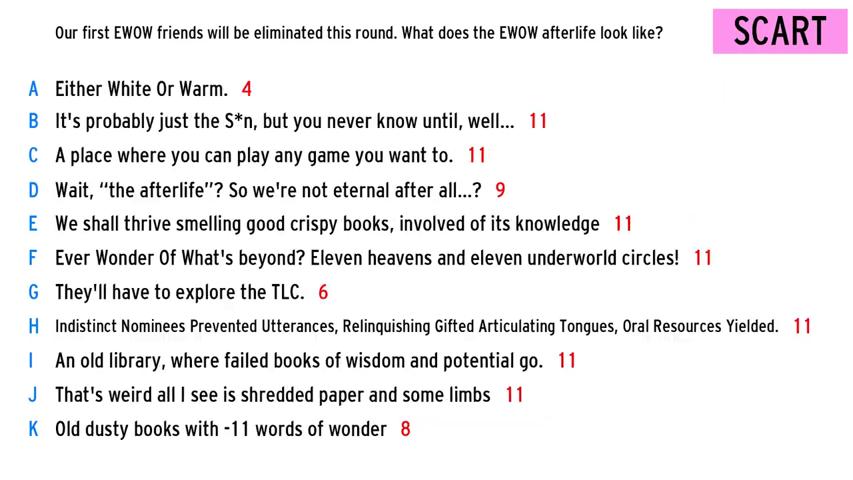 Our first EWOW friends will be eliminated this round. What does the EWOW afterlife look like?
SCART
A Either White Or Warm. 4
B It's probably just the S*n, but you never know until, well... 11
C A place where you can play any game you want to. 11
D Wait, “the afterlife”? So we're not eternal after all...? 9
E We shall thrive smelling good crispy books, involved of its knowledge 11
F Ever Wonder Of What's beyond? Eleven heavens and eleven underworld circles! 11
G They'll have to explore the TLC. 6
H Indistinct Nominees Prevented Utterances, Relinquishing Gifted Articulating Tongues, Oral Resources Yielded. 11
I An old library, where failed books of wisdom and potential go. 11
J That's weird all I see is shredded paper and some limbs 11
K Old dusty books with -11 words of wonder 8